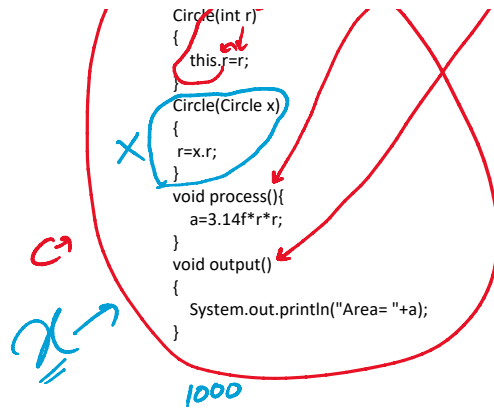 Circle(int r)
{
this.r=r;
}
Circle(Circle x)
{
r=x.r;
}
void process(){
a=3.14f*r*r;
}
void output()
{
System.out.println("Area= "+a);
}
x
1000